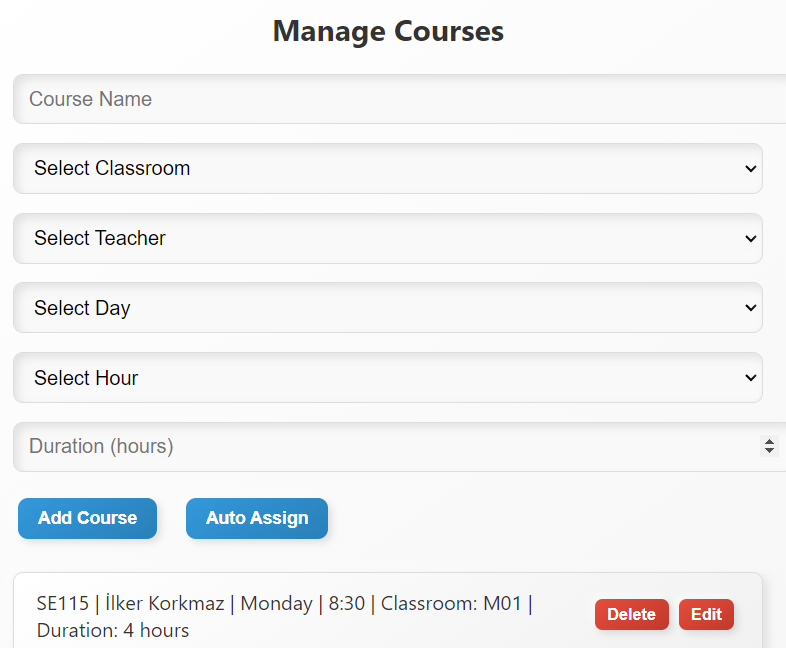 Manage Courses
Course Name
Select Classroom
Select Teacher
Select Day
Select Hour
Duration (hours)
Add Course
Auto Assign
SE115 | İlker Korkmaz | Monday | 8:30 | Classroom: M01 |
Duration: 4 hours
Delete
Edit